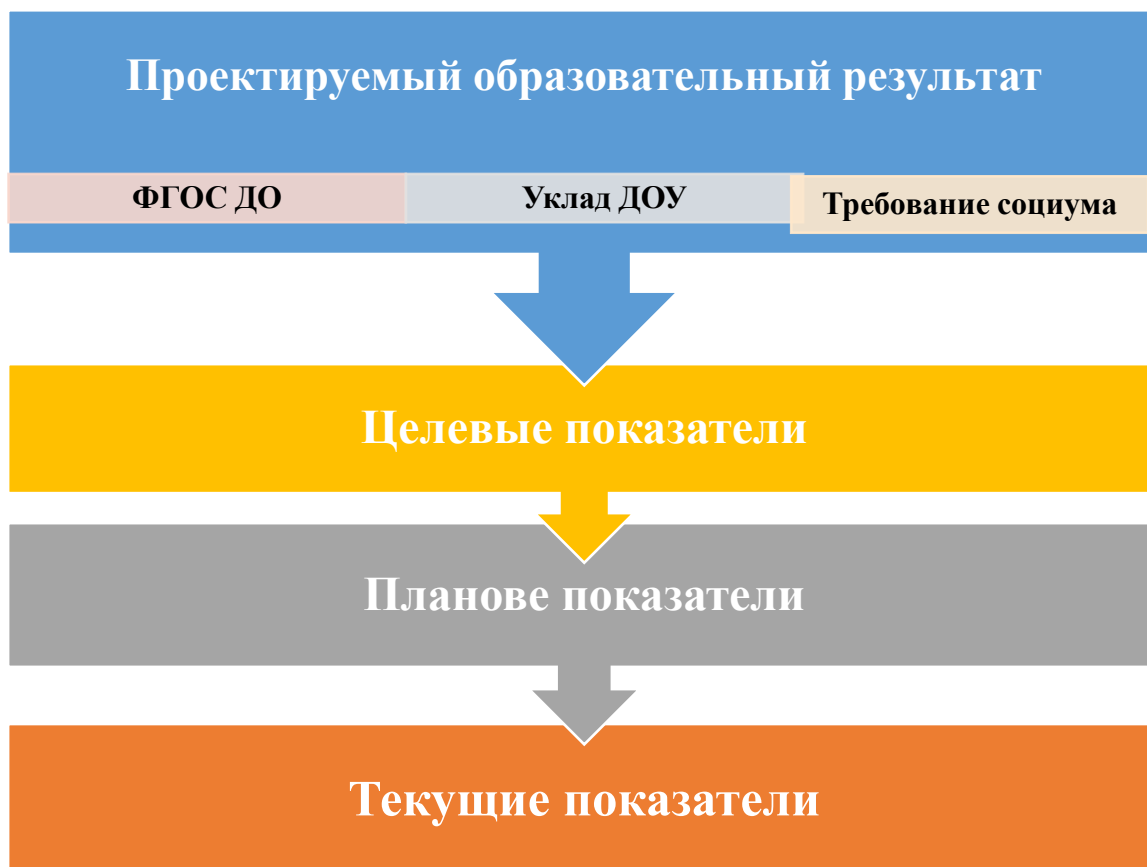 Проектируемый образовательный результат
ФГОС ДО
Уклад ДОУ
Требование социума
Целевые показатели
Планове показатели
Текущие показатели